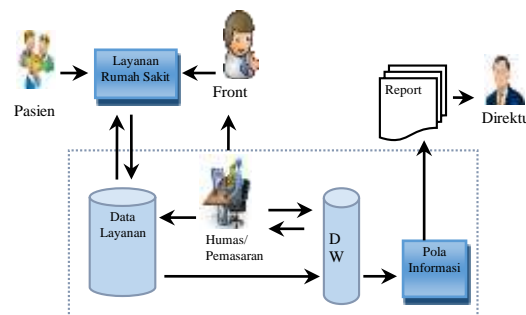 Layanan
Rumah Sakit
Pasien
Front
Report
Direktu
Data
Layanan
Humas/
Pemasaran
D
W
Pola
Informasi